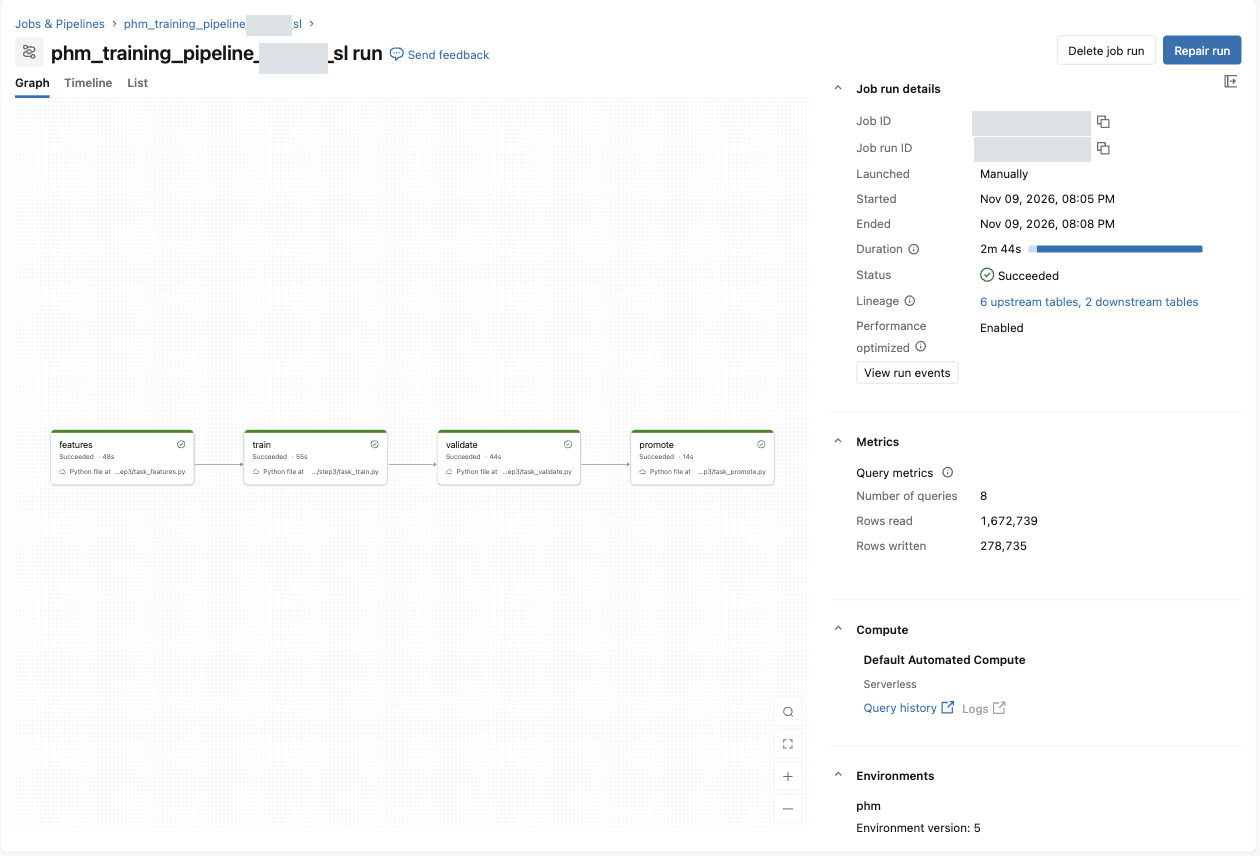 Jobs & Pipelines > phm_training_pipeline _sl >
phm_training_pipeline_ _sl run Send feedback
Delete job run
Repair run
Graph Timeline List
features
Succeeded · 48s
Python file at ...ep3/task_features.py
train
Succeeded · 55s
Python file at .../step3/task_train.py
validate
Succeeded · 44s
Python file at ...ep3/task_validate.py
promote
Succeeded · 14s
Python file at ...p3/task_promote.py
Job run details
Job ID
Job run ID
Launched Manually
Started Nov 09, 2026, 08:05 PM
Ended Nov 09, 2026, 08:08 PM
Duration 2m 44s
Status Succeeded
Lineage 6 upstream tables, 2 downstream tables
Performance
optimized Enabled
View run events
Metrics
Query metrics
Number of queries 8
Rows read 1,672,739
Rows written 278,735
Compute
Default Automated Compute
Serverless
Query history Logs
Environments
phm
Environment version: 5